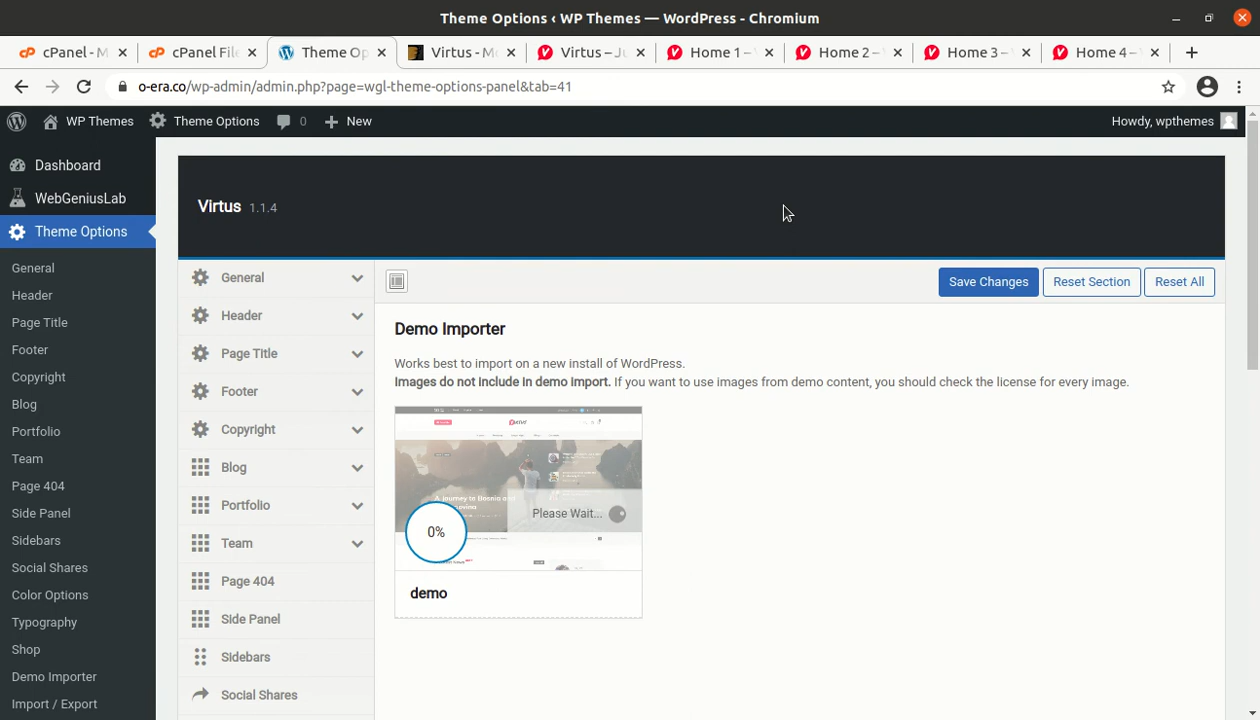 Theme Options ‹ WP Themes — WordPress - Chromium
cPanel - M
cPanel File
Theme Op
Virtus - Mo
Virtus – Ju
Home 1 –
Home 2 –
Home 3 –
Home 4 –
o-era.co/wp-admin/admin.php?page=wgl-theme-options-panel&tab=41
WP Themes
Theme Options
0
New
Howdy, wpthemes
Dashboard
WebGeniusLab
Theme Options
General
Header
Page Title
Footer
Copyright
Blog
Portfolio
Team
Page 404
Side Panel
Sidebars
Social Shares
Color Options
Typography
Shop
Demo Importer
Import / Export
Virtus 1.1.4
General
Header
Page Title
Footer
Copyright
Blog
Portfolio
Team
Page 404
Side Panel
Sidebars
Social Shares
Save Changes
Reset Section
Reset All
Demo Importer
Works best to import on a new install of WordPress.
Images do not include in demo import. If you want to use images from demo content, you should check the license for every image.
A journey to Bosnia and
Please Wait...
0%
demo